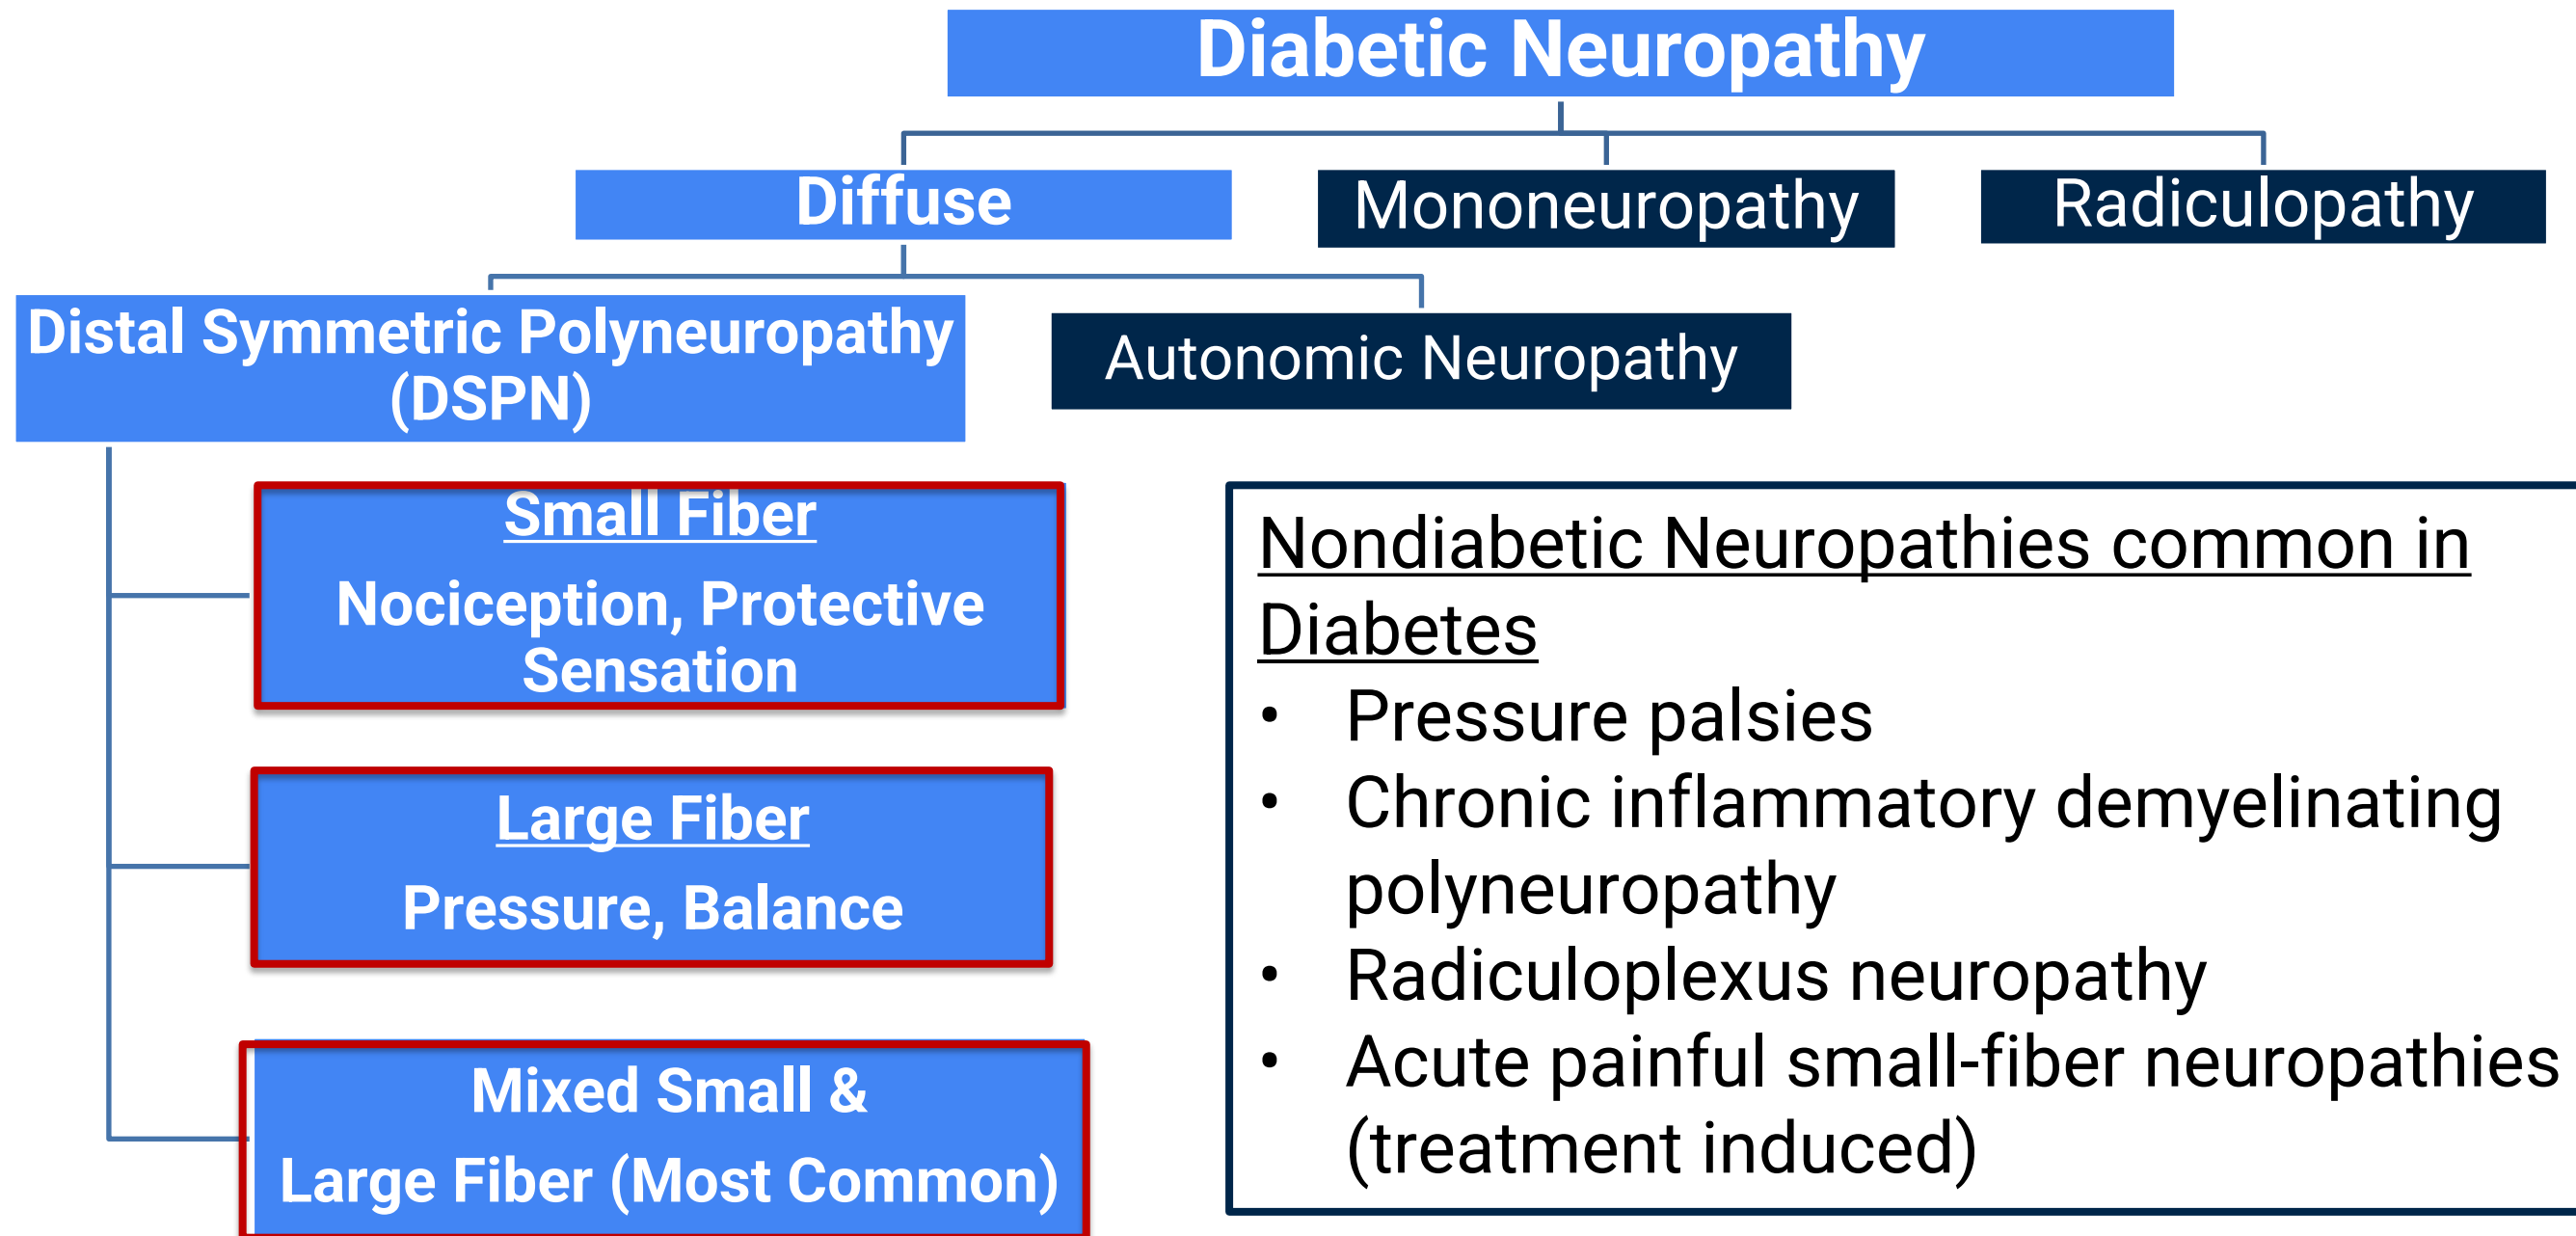 Diabetic Neuropathy
Diffuse
Mononeuropathy
Radiculopathy
Distal Symmetric Polyneuropathy
(DSPN)
Autonomic Neuropathy
Small Fiber
Nociception, Protective
Sensation
Large Fiber
Pressure, Balance
Mixed Small &
Large Fiber (Most Common)
Nondiabetic Neuropathies common in
Diabetes
• Pressure palsies
• Chronic inflammatory demyelinating
polyneuropathy
• Radiculoplexus neuropathy
• Acute painful small-fiber neuropathies
(treatment induced)